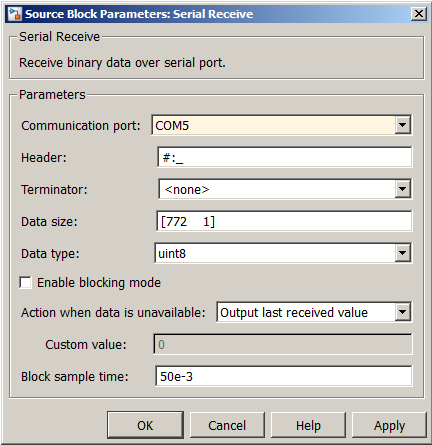 Source Block Parameters: Serial Receive
Serial Receive
Receive binary data over serial port.
Parameters
Communication port: COM5
Header: #:_
Terminator: <none>
Data size: [772 1]
Data type: uint8
Enable blocking mode
Action when data is unavailable: Output last received value
Custom value: 0
Block sample time: 50e-3
OK Cancel Help Apply